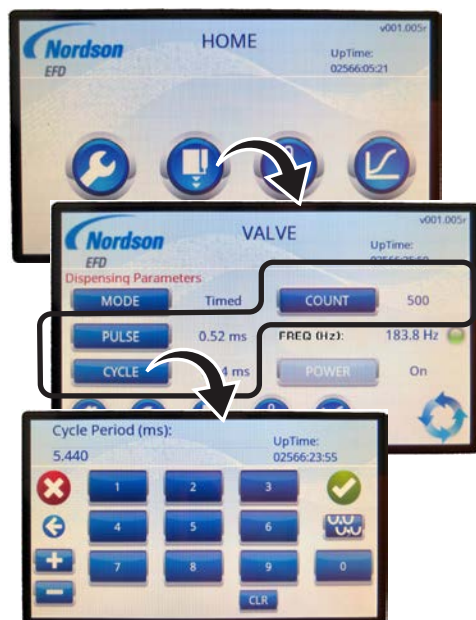 Nordson
EFD
HOME
v001.005r
UpTime:
02566:05:21
Nordson
EFD
VALVE
v001.005r
UpTime:
Dispensing Parameters
MODE Timed COUNT 500
PULSE 0.52 ms FREQ (Hz): 183.8 Hz
CYCLE ms POWER On
Cycle Period (ms):
5.440
UpTime:
02566:23:55
1 2 3
4 5 6
7 8 9 0
CLR